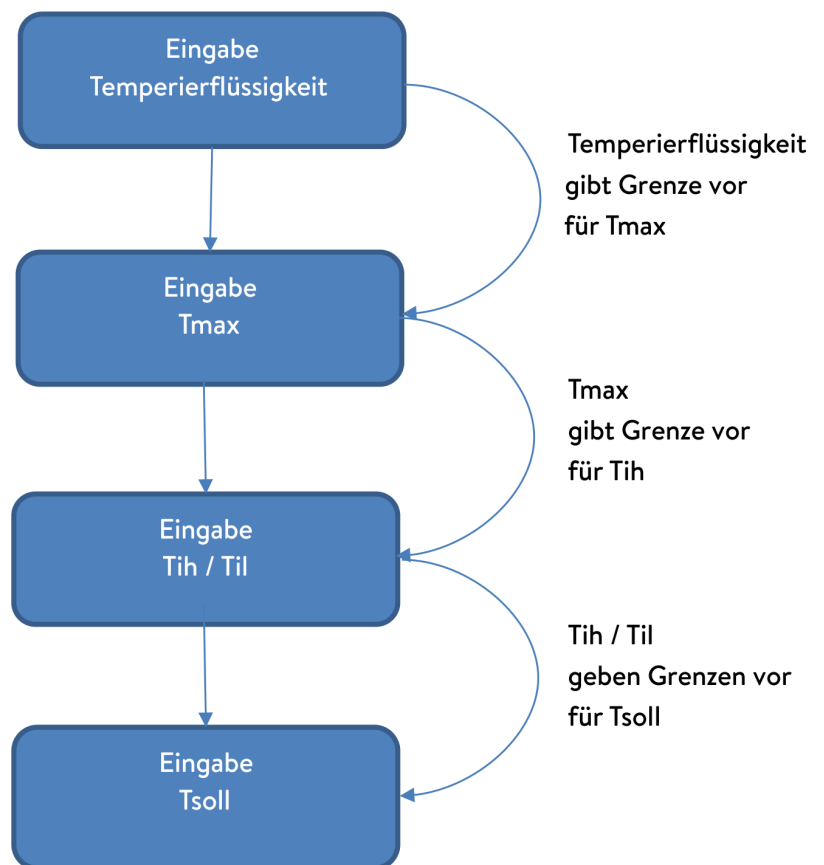 Eingabe
Temperierflüssigkeit
Temperierflüssigkeit
gibt Grenze vor
für Tmax
Eingabe
Tmax
Tmax
gibt Grenze vor
für Tih
Eingabe
Tih / Til
Tih / Til
geben Grenzen vor
für Tsoll
Eingabe
Tsoll